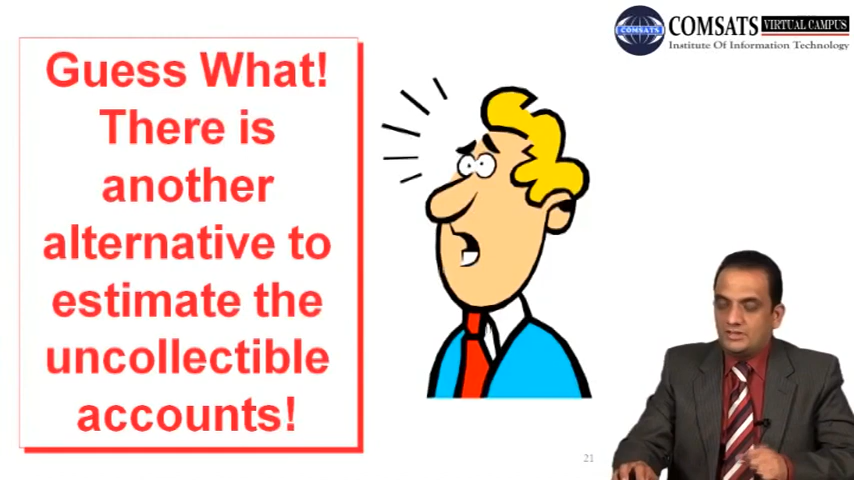 Guess What!
There is
another
alternative to
estimate the
uncollectible
accounts!
COMSATS
COMSATS VIRTUAL CAMPUS
Institute Of Information Technology
21